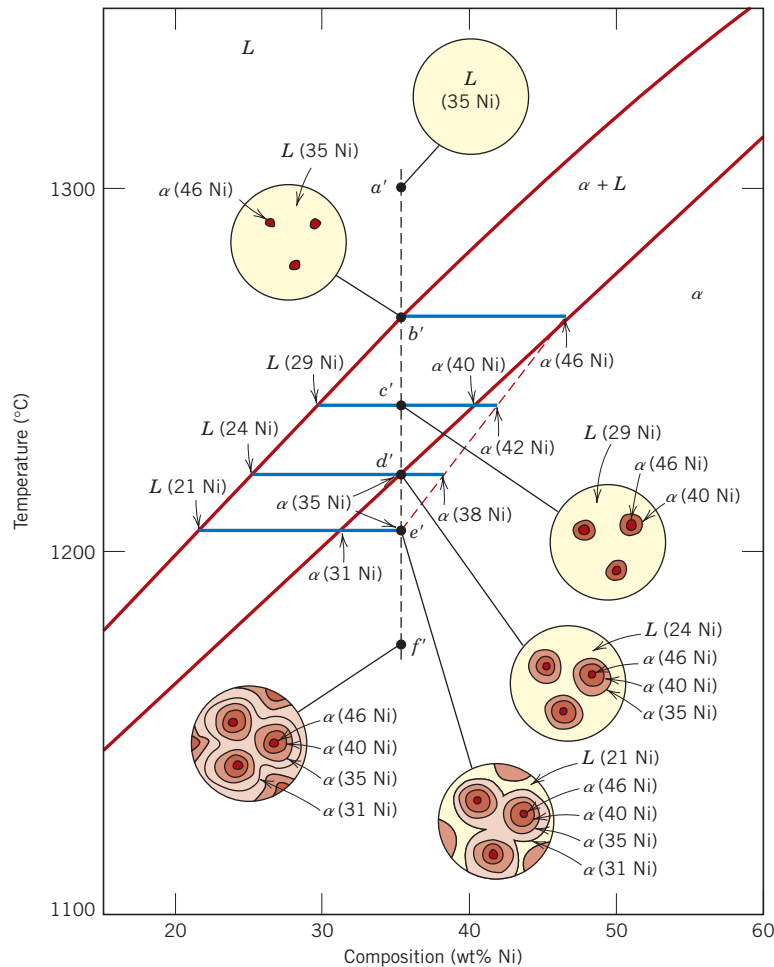 L
L
(35 Ni)
L (35 Ni)
α (46 Ni)
1300
a′
α + L
α
b′
α (46 Ni)
L (29 Ni)
α (40 Ni)
c′
α (42 Ni)
L (24 Ni)
L (29 Ni)
α (46 Ni)
α (40 Ni)
d′
L (21 Ni)
α (35 Ni)
α (38 Ni)
e′
1200
α (31 Ni)
Temperature (°C)
f′
L (24 Ni)
α (46 Ni)
α (40 Ni)
α (35 Ni)
α (46 Ni)
α (40 Ni)
α (35 Ni)
α (31 Ni)
L (21 Ni)
α (46 Ni)
α (40 Ni)
α (35 Ni)
α (31 Ni)
1100
20 30 40 50 60
Composition (wt% Ni)